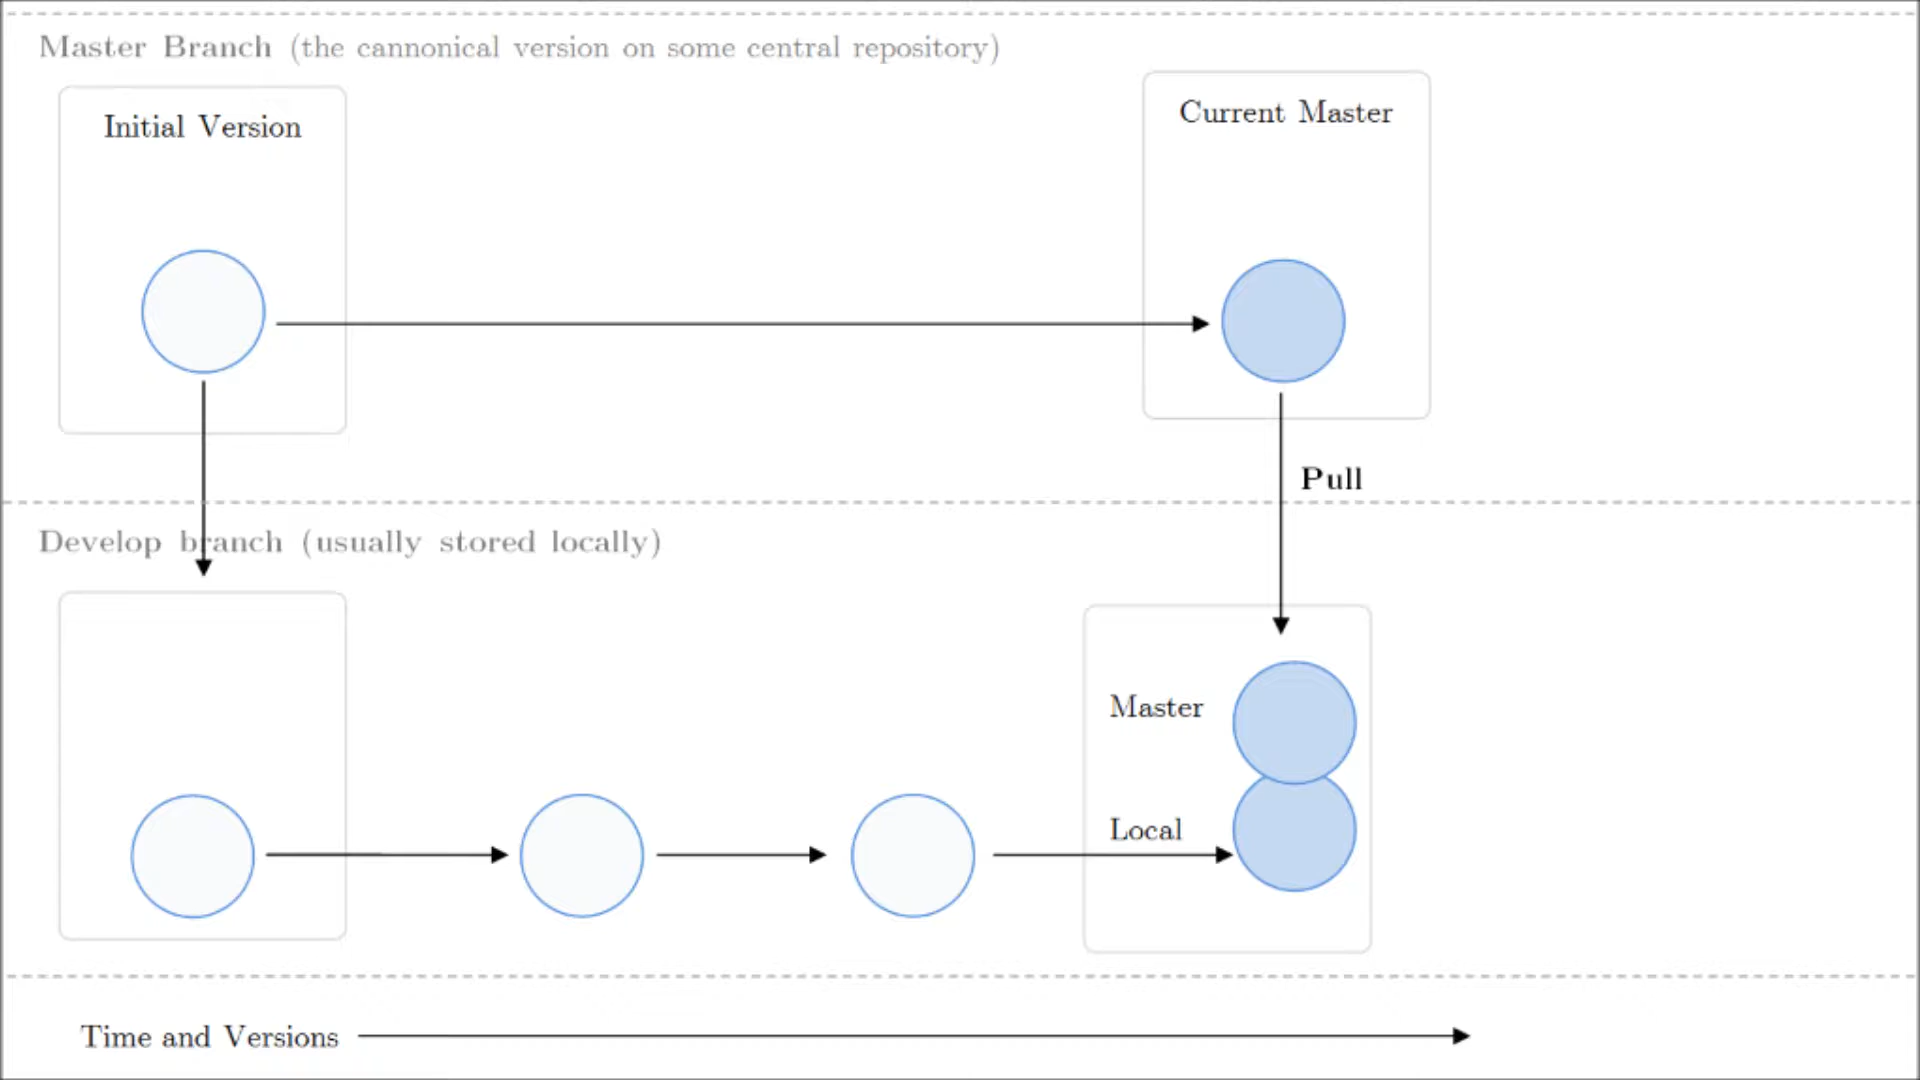 Master Branch (the cannonical version on some central repository)
Initial Version
Current Master
Pull
Develop branch (usually stored locally)
Master
Local
Time and Versions